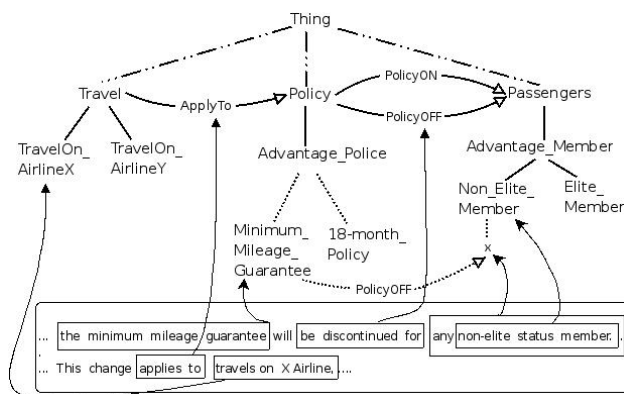 Thing
PolicyON
Travel
ApplyTo
Policy
Passengers
PolicyOFF
TravelOn_
AirlineX
TravelOn_
AirlineY
Advantage_Police
Advantage_Member
Non_Elite_
Member
Elite_
Member
Minimum_
Mileage_
Guarantee
18-month_
Policy
x
PolicyOFF
... the minimum mileage guarantee will be discontinued for any non-elite status member. .
.
... This change applies to travels on X Airline, ....